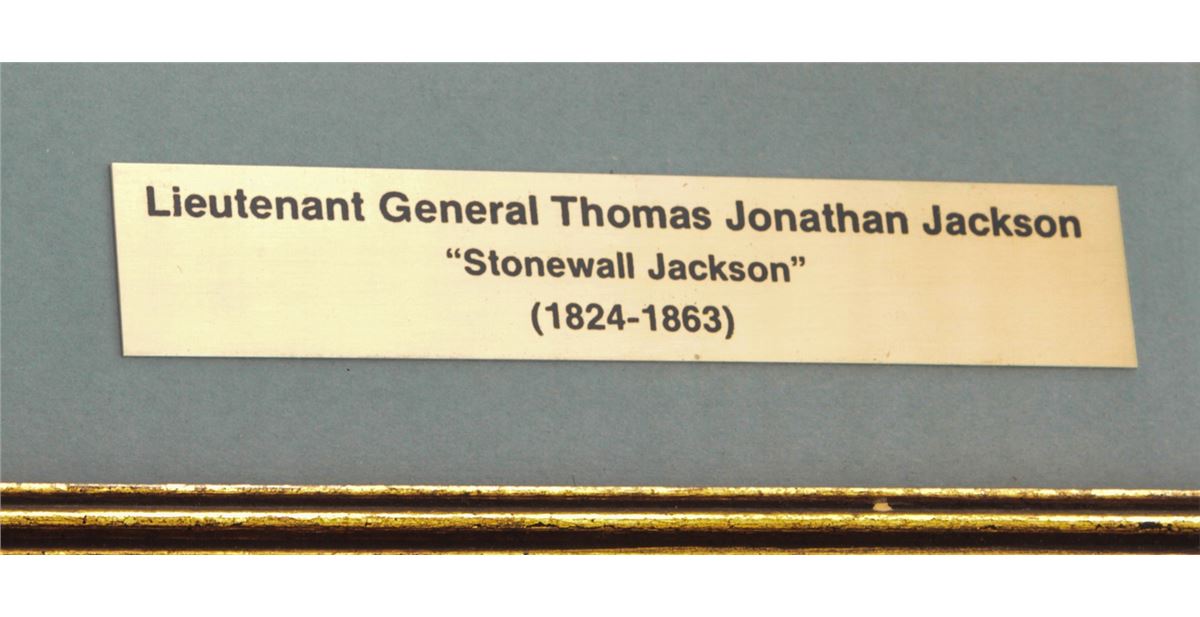 Lieutenant General Thomas Jonathan Jackson
“Stonewall Jackson”
(1824-1863)